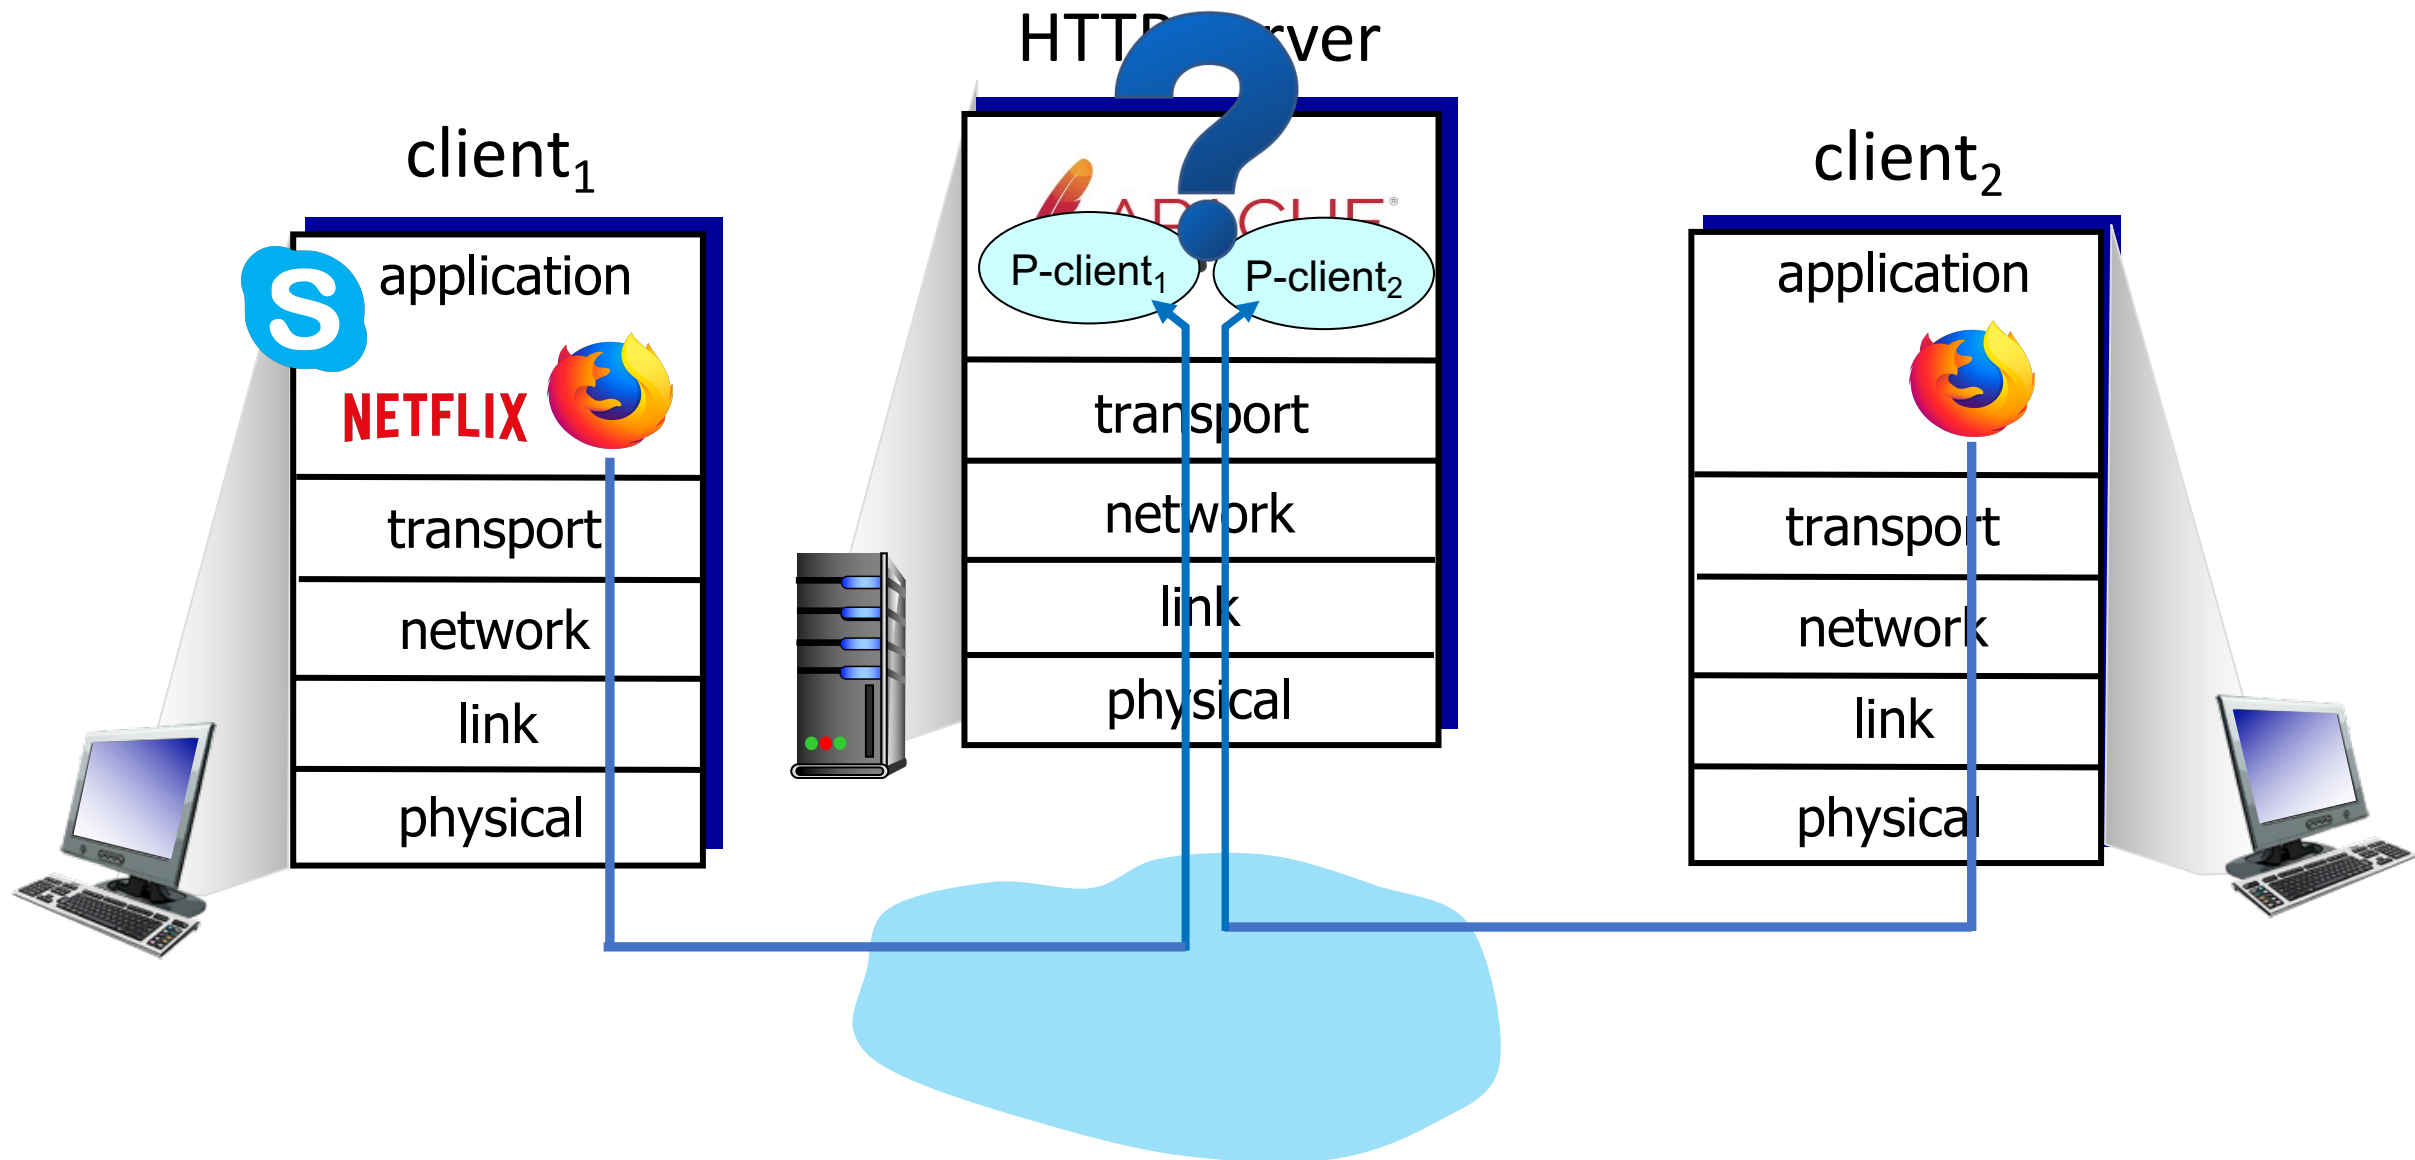 HTTP server
client1
client2
application
NETFLIX
transport
network
link
physical
APACHE®
P-client1
P-client2
transport
network
link
physical
application
transport
network
link
physical